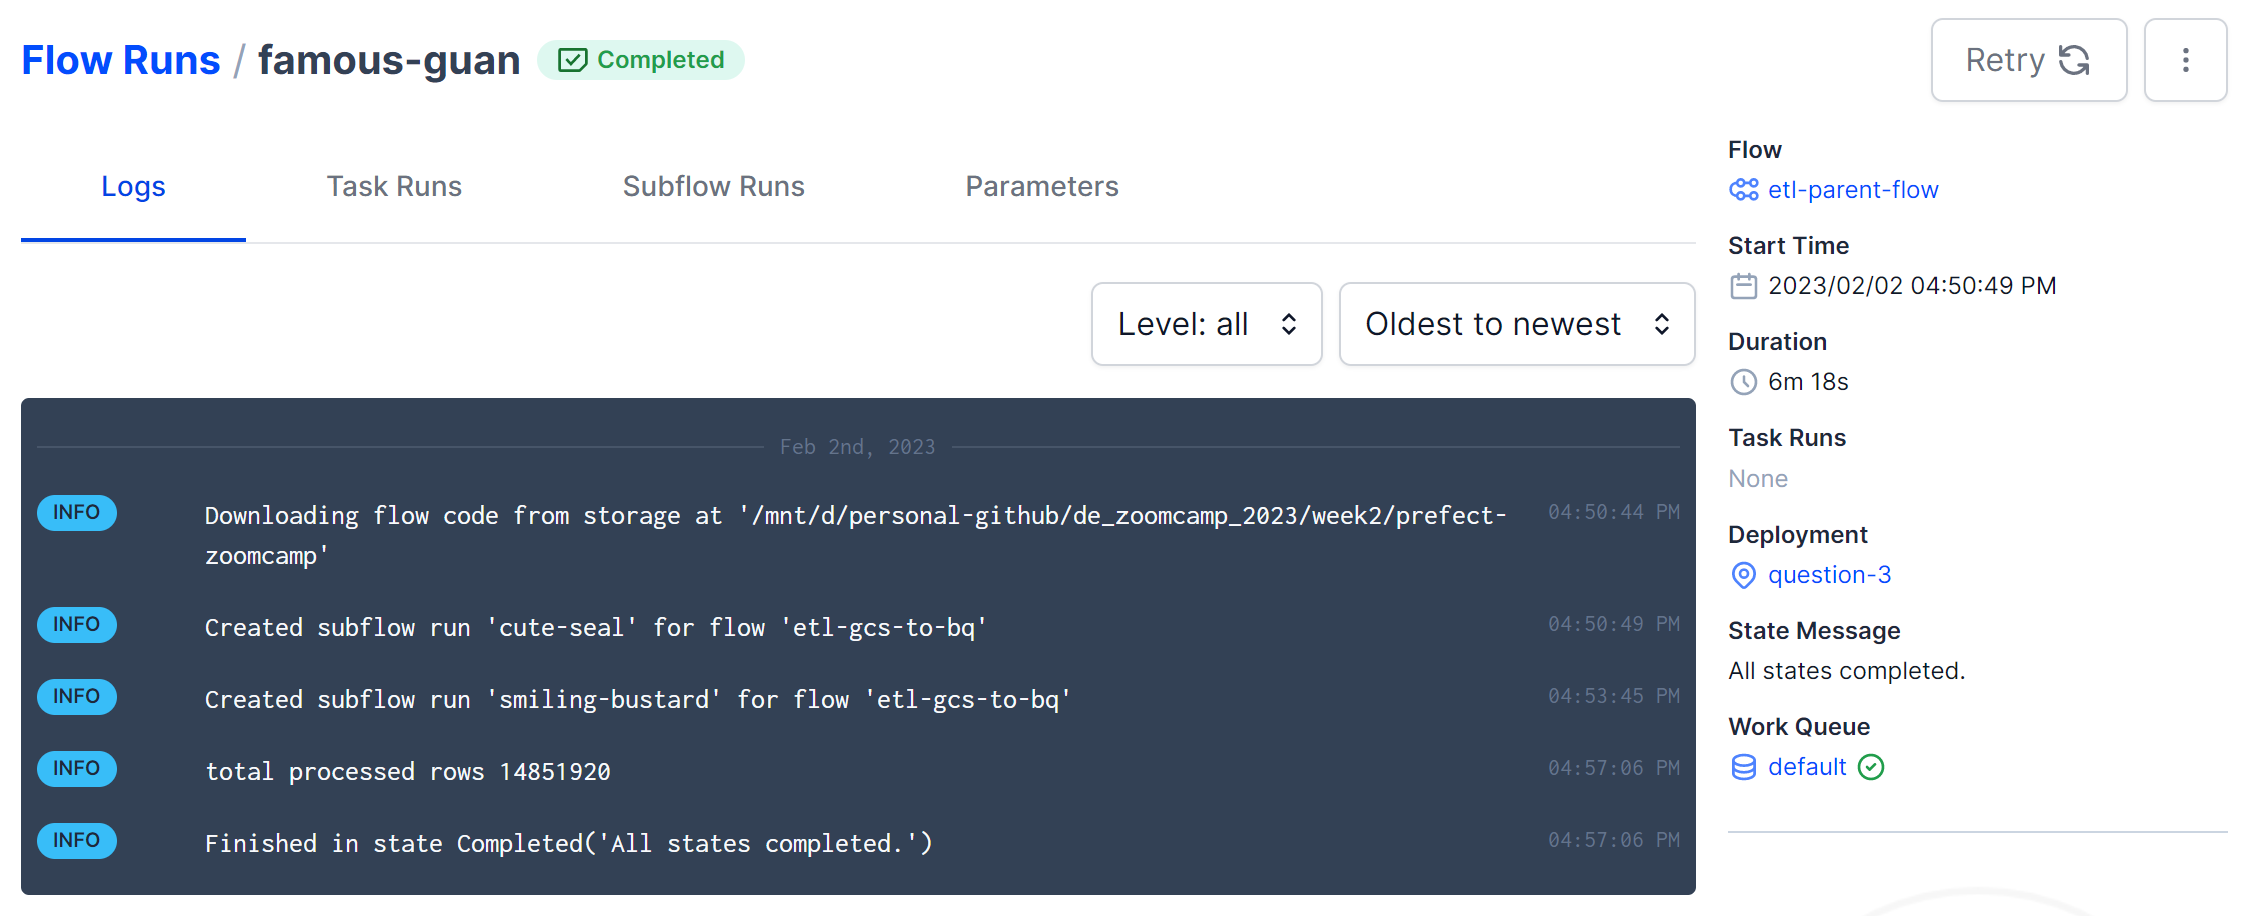 Flow Runs / famous-guan Completed
Retry
Logs Task Runs Subflow Runs Parameters
Level: all Oldest to newest
Feb 2nd, 2023
INFO Downloading flow code from storage at '/mnt/d/personal-github/de_zoomcamp_2023/week2/prefect- 04:50:44 PM
zoomcamp'
INFO Created subflow run 'cute-seal' for flow 'etl-gcs-to-bq' 04:50:49 PM
INFO Created subflow run 'smiling-bustard' for flow 'etl-gcs-to-bq' 04:53:45 PM
INFO total processed rows 14851920 04:57:06 PM
INFO Finished in state Completed('All states completed.') 04:57:06 PM
Flow
etl-parent-flow
Start Time
2023/02/02 04:50:49 PM
Duration
6m 18s
Task Runs
None
Deployment
question-3
State Message
All states completed.
Work Queue
default